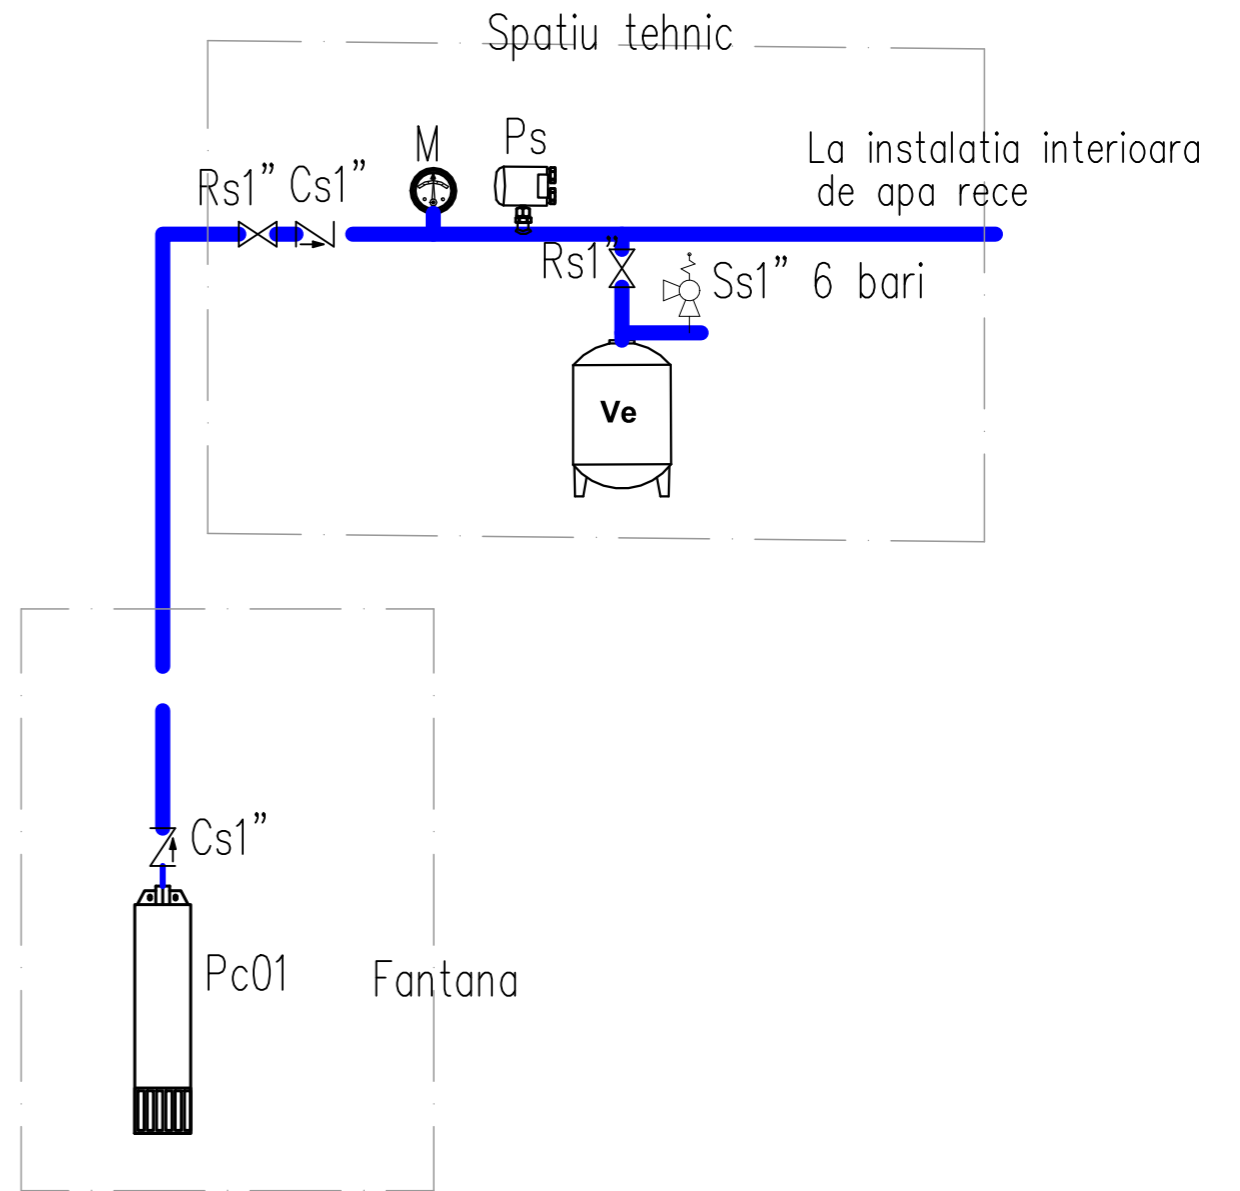 Spatiu tehnic
M
Ps
La instalatia interioara
de apa rece
Rs1"
Cs1"
Rs1"
Ss1" 6 bari
Ve
Cs1"
Pc01
Fantana